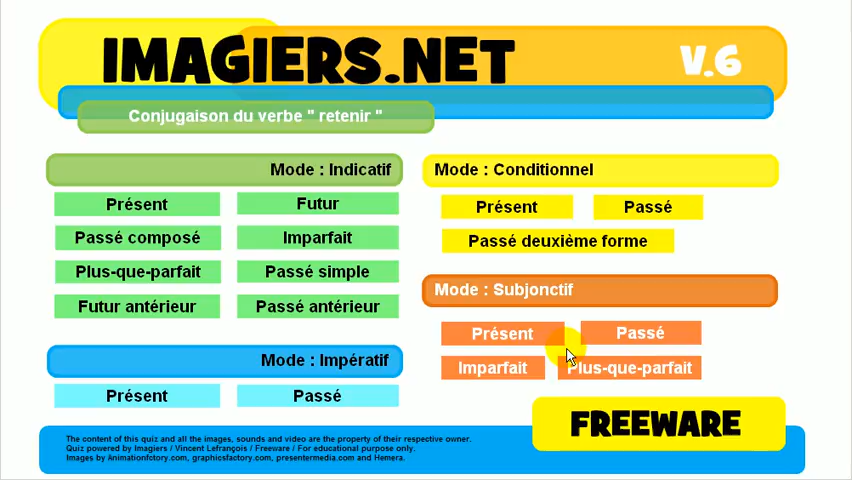 IMAGIERS.NET
V.6
Conjugaison du verbe " retenir "
Mode : Indicatif
Présent
Futur
Passé composé
Imparfait
Plus-que-parfait
Passé simple
Futur antérieur
Passé antérieur
Mode : Impératif
Présent
Passé
Mode : Conditionnel
Présent
Passé
Passé deuxième forme
Mode : Subjonctif
Présent
Passé
Imparfait
Plus-que-parfait
FREEWARE
The content of this quiz and all the images, sounds and video are the property of their respective owner.
Quiz powered by Imagiers / Vincent Lefrançois / Freeware / For educational purpose only.
Images by Animationfctory.com, graphicsfactory.com, presentermedia.com and Hemera.